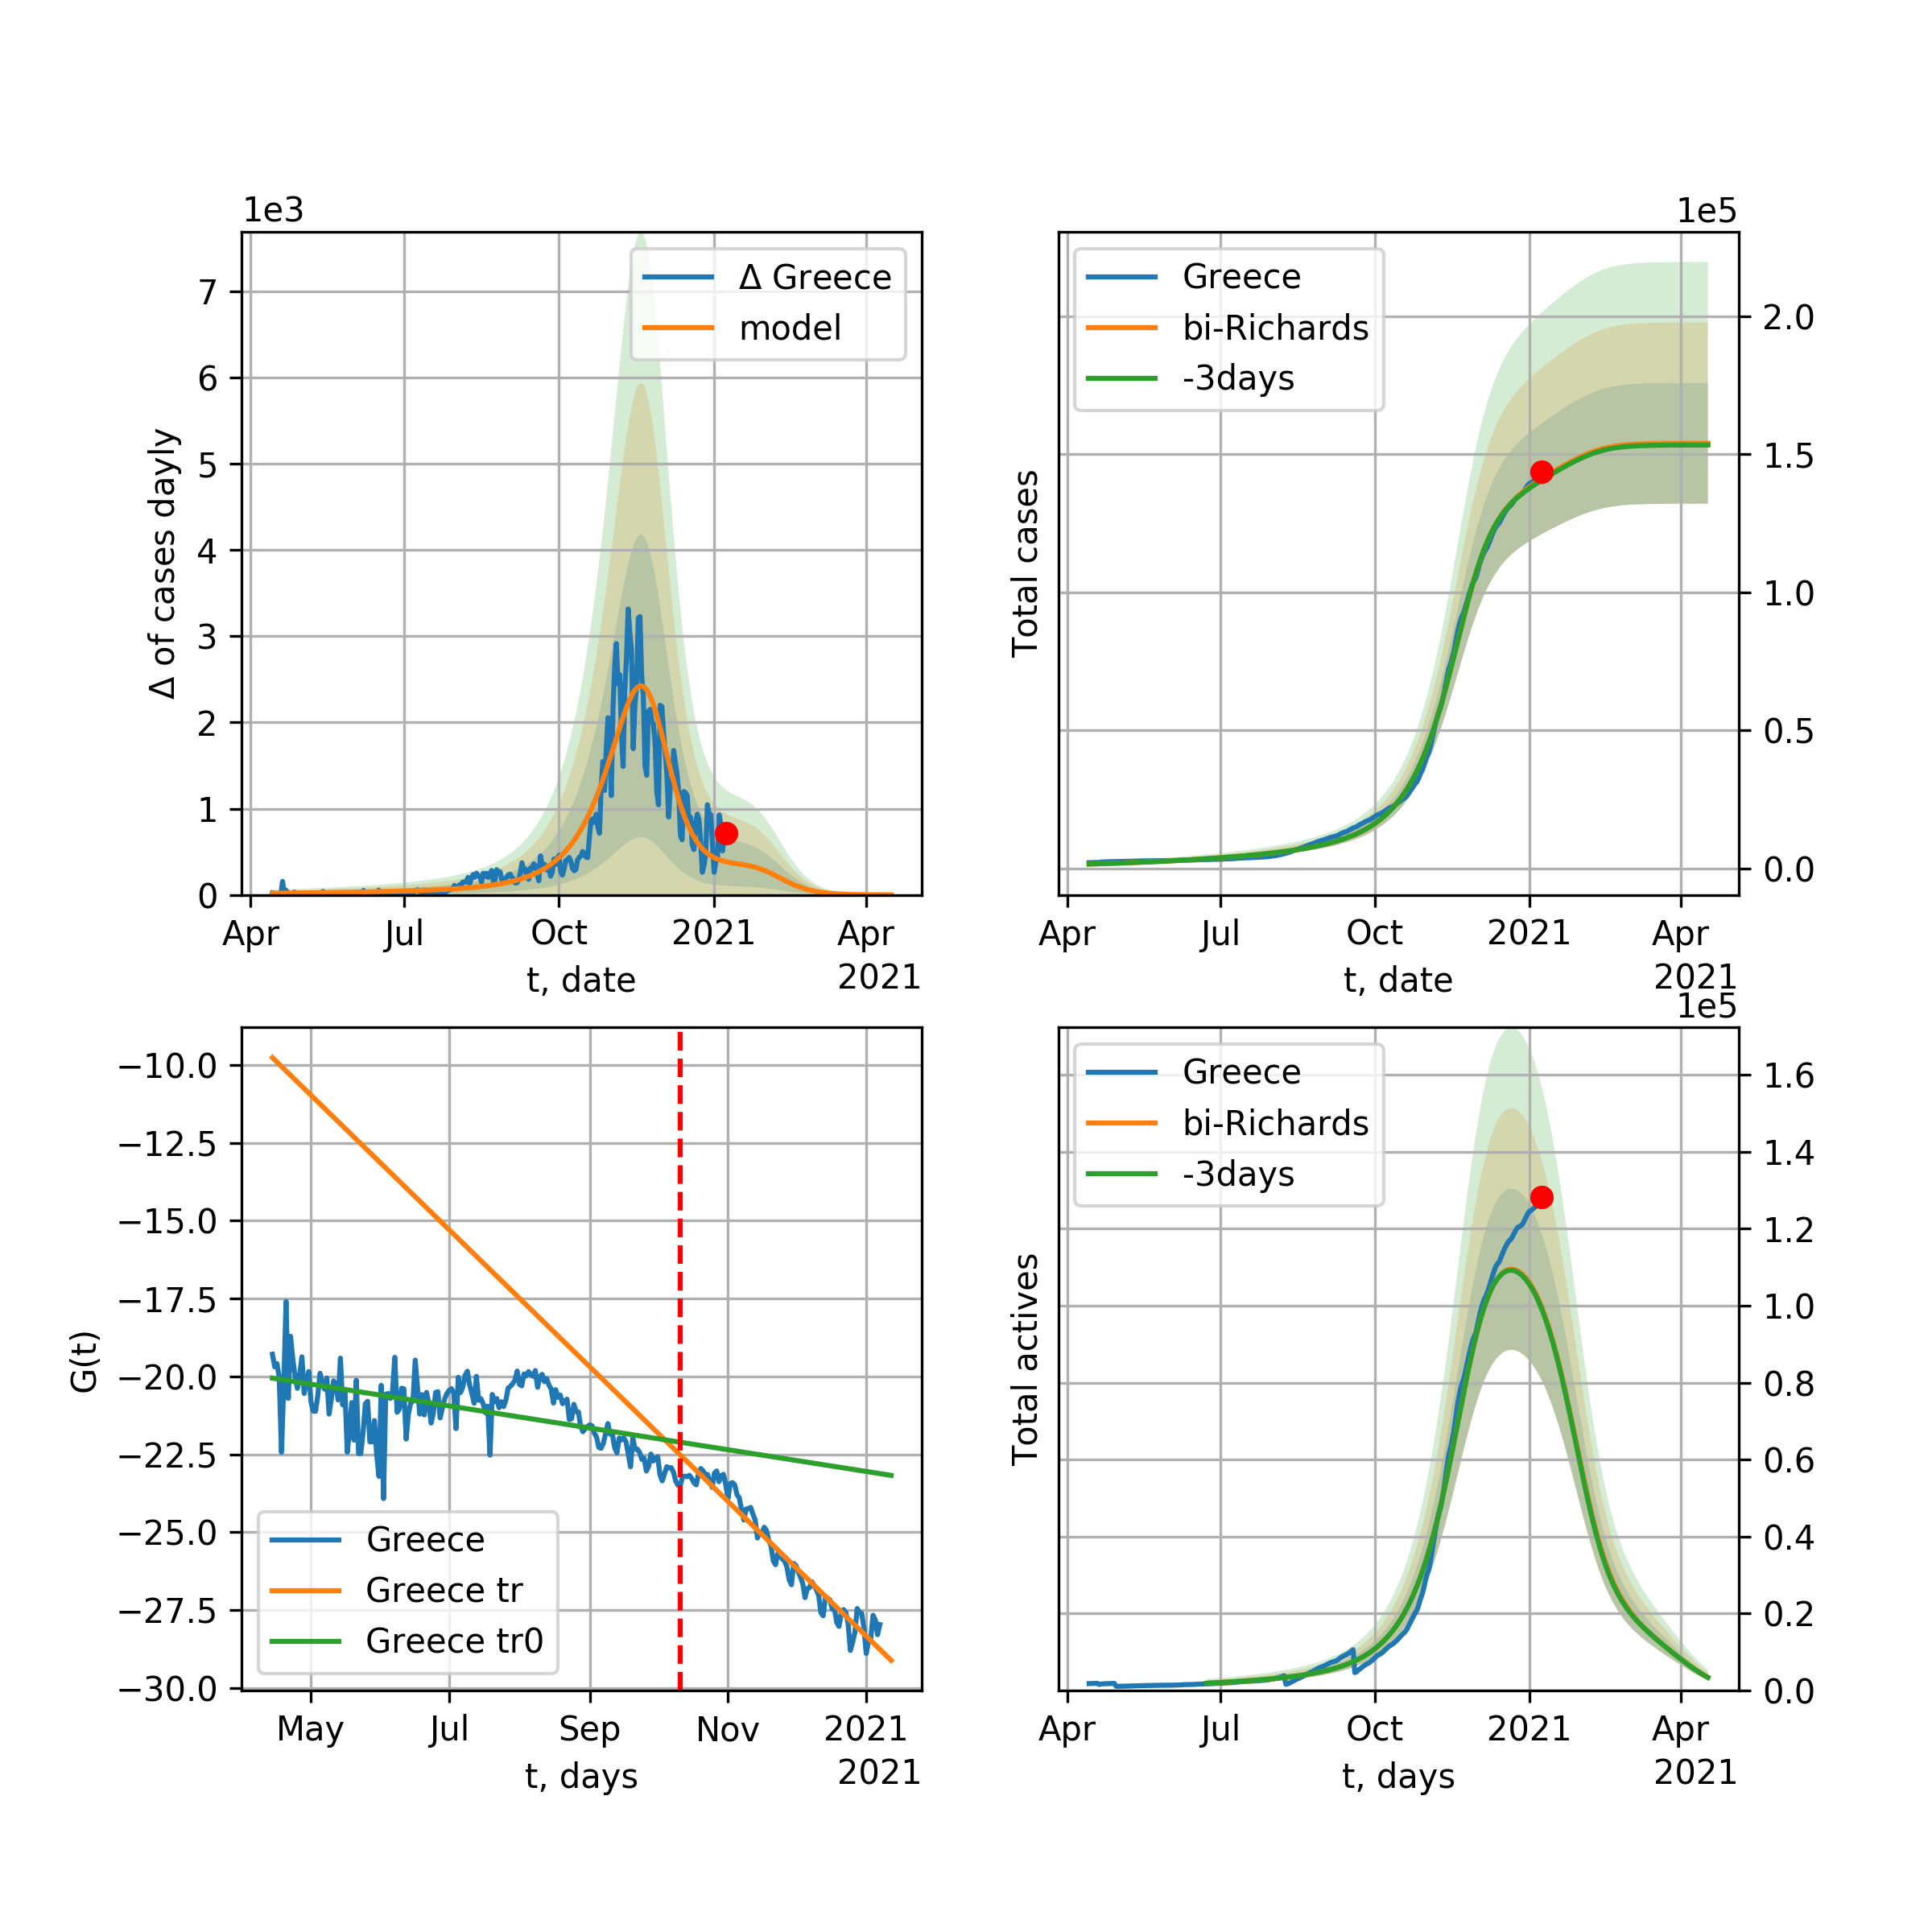 1e3
7
6
5
4
3
2
1
0
Δ of cases dayly
Δ Greece
model
Apr
Jul
Oct
2021
Apr
2021
t, date
1e5
Greece
bi-Richards
-3days
2.0
1.5
1.0
0.5
0.0
Total cases
Apr
Jul
Oct
2021
Apr
2021
t, date
−10.0
−12.5
−15.0
−17.5
−20.0
−22.5
−25.0
−27.5
−30.0
G(t)
Greece
Greece tr
Greece tr0
May
Jul
Sep
Nov
2021
2021
t, days
1e5
Greece
bi-Richards
-3days
1.6
1.4
1.2
1.0
0.8
0.6
0.4
0.2
0.0
Total actives
Apr
Jul
Oct
2021
Apr
2021
t, days